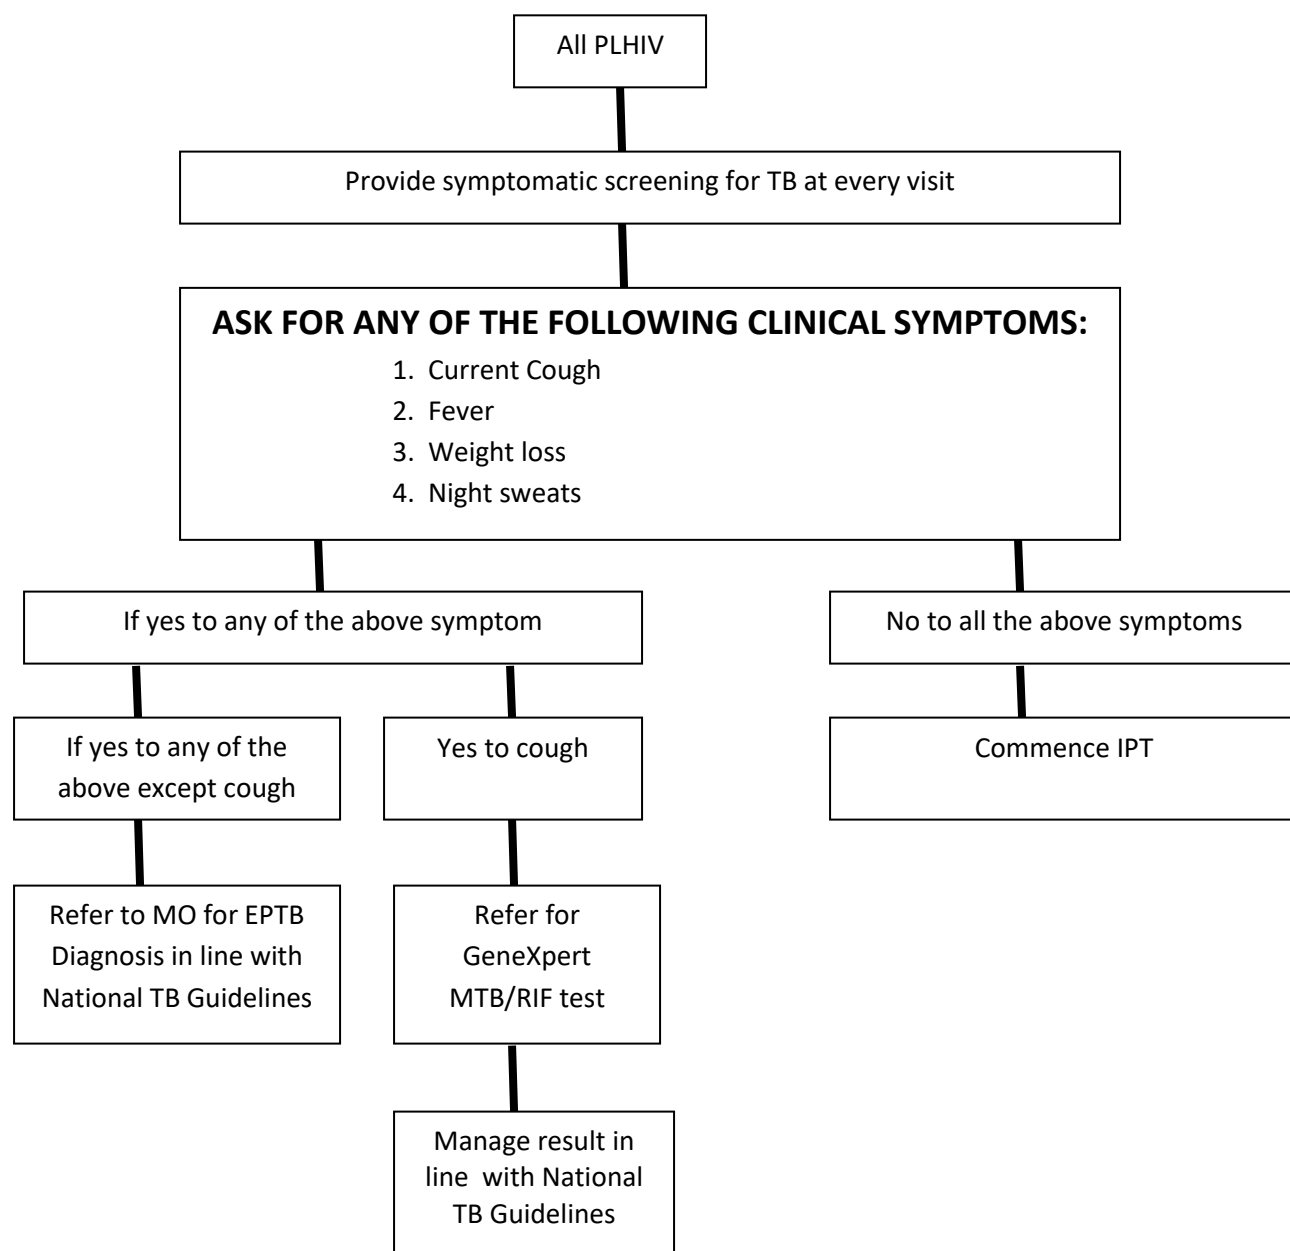 All PLHIV
Provide symptomatic screening for TB at every visit
ASK FOR ANY OF THE FOLLOWING CLINICAL SYMPTOMS:
1. Current Cough
2. Fever
3. Weight loss
4. Night sweats
If yes to any of the above symptom
No to all the above symptoms
If yes to any of the
above except cough
Yes to cough
Commence IPT
Refer to MO for EPTB
Diagnosis in line with
National TB Guidelines
Refer for
GeneXpert
MTB/RIF test
Manage result in
line with National
TB Guidelines